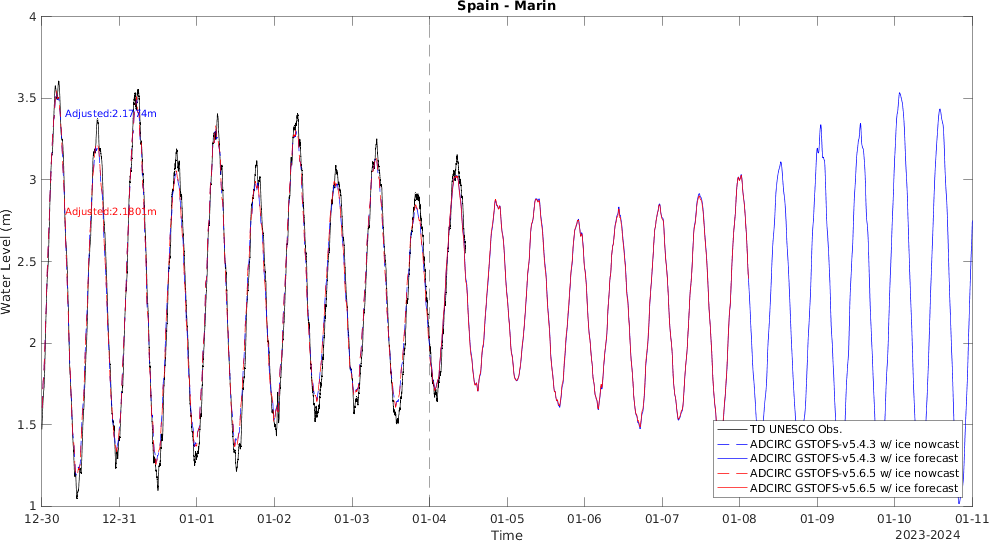 Spain - Marin
4
3.5
3
2.5
2
1.5
1
Water Level (m)
Adjusted:2.1774m
Adjusted:2.1801m
TD UNESCO Obs.
ADCIRC GSTOFS-v5.4.3 w/ ice nowcast
ADCIRC GSTOFS-v5.4.3 w/ ice forecast
ADCIRC GSTOFS-v5.6.5 w/ ice nowcast
ADCIRC GSTOFS-v5.6.5 w/ ice forecast
12-30 12-31 01-01 01-02 01-03 01-04 01-05 01-06 01-07 01-08 01-09 01-10 01-11
Time
2023-2024